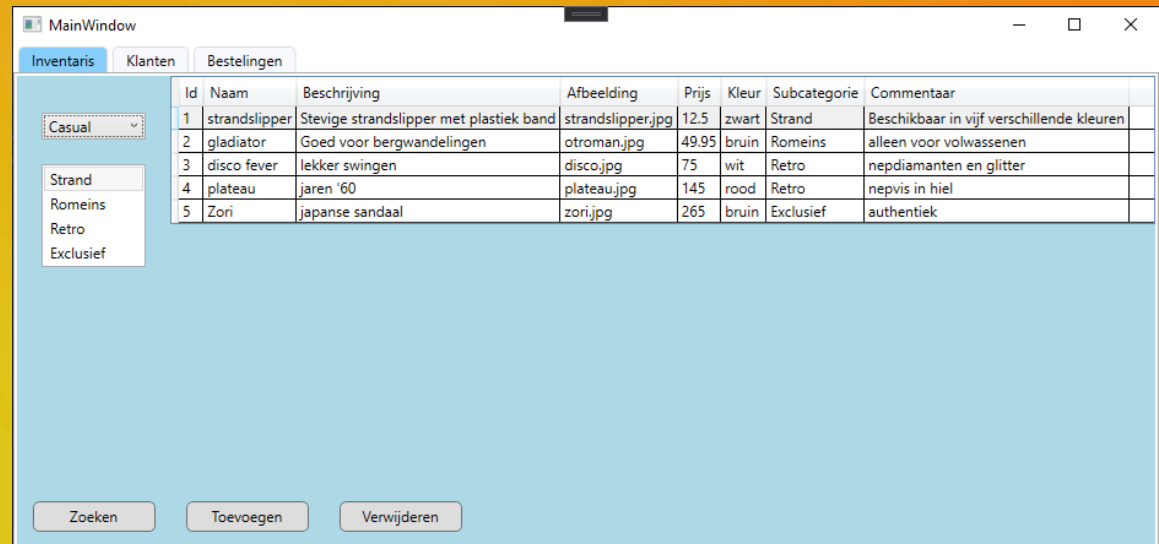 MainWindow
Inventaris Klanten Bestelingen
Casual
Strand
Romeins
Retro
Exclusief
Id Naam Beschrijving Afbeelding Prijs Kleur Subcategorie Commentaar
1 strandslipper Stevige strandslipper met plastiek band strandslipper.jpg 12.5 zwart Strand Beschikbaar in vijf verschillende kleuren
2 gladiator Goed voor bergwandelingen otroman.jpg 49.95 bruin Romeins alleen voor volwassenen
3 disco fever lekker swingen disco.jpg 75 wit Retro nepdiamanten en glitter
4 plateau jaren '60 plateau.jpg 145 rood Retro nepvis in hiel
5 Zori japanse sandaal zori.jpg 265 bruin Exclusief authentiek
Zoeken Toevoegen Verwijderen